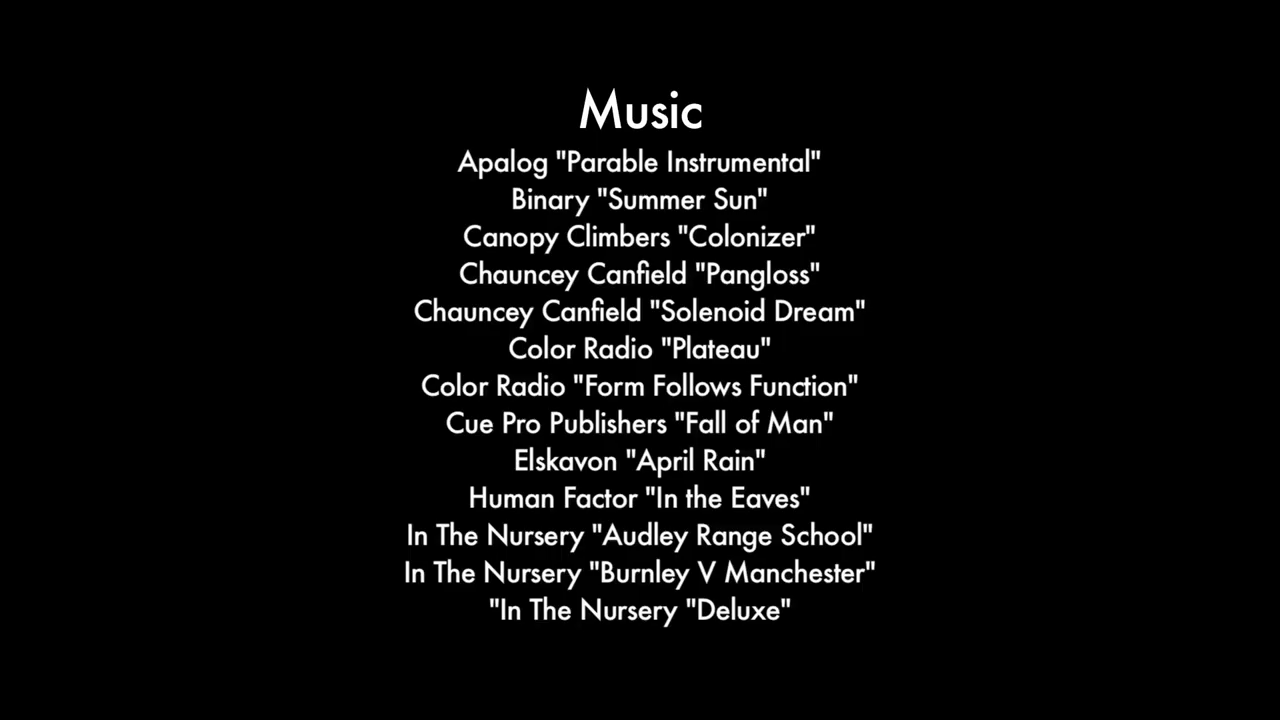 Music
Apalog "Parable Instrumental"
Binary "Summer Sun"
Canopy Climbers "Colonizer"
Chauncey Canfield "Pangloss"
Chauncey Canfield "Solenoid Dream"
Color Radio "Plateau"
Color Radio "Form Follows Function"
Cue Pro Publishers "Fall of Man"
Elskavon "April Rain"
Human Factor "In the Eaves"
In The Nursery "Audley Range School"
In The Nursery "Burnley V Manchester"
"In The Nursery "Deluxe"